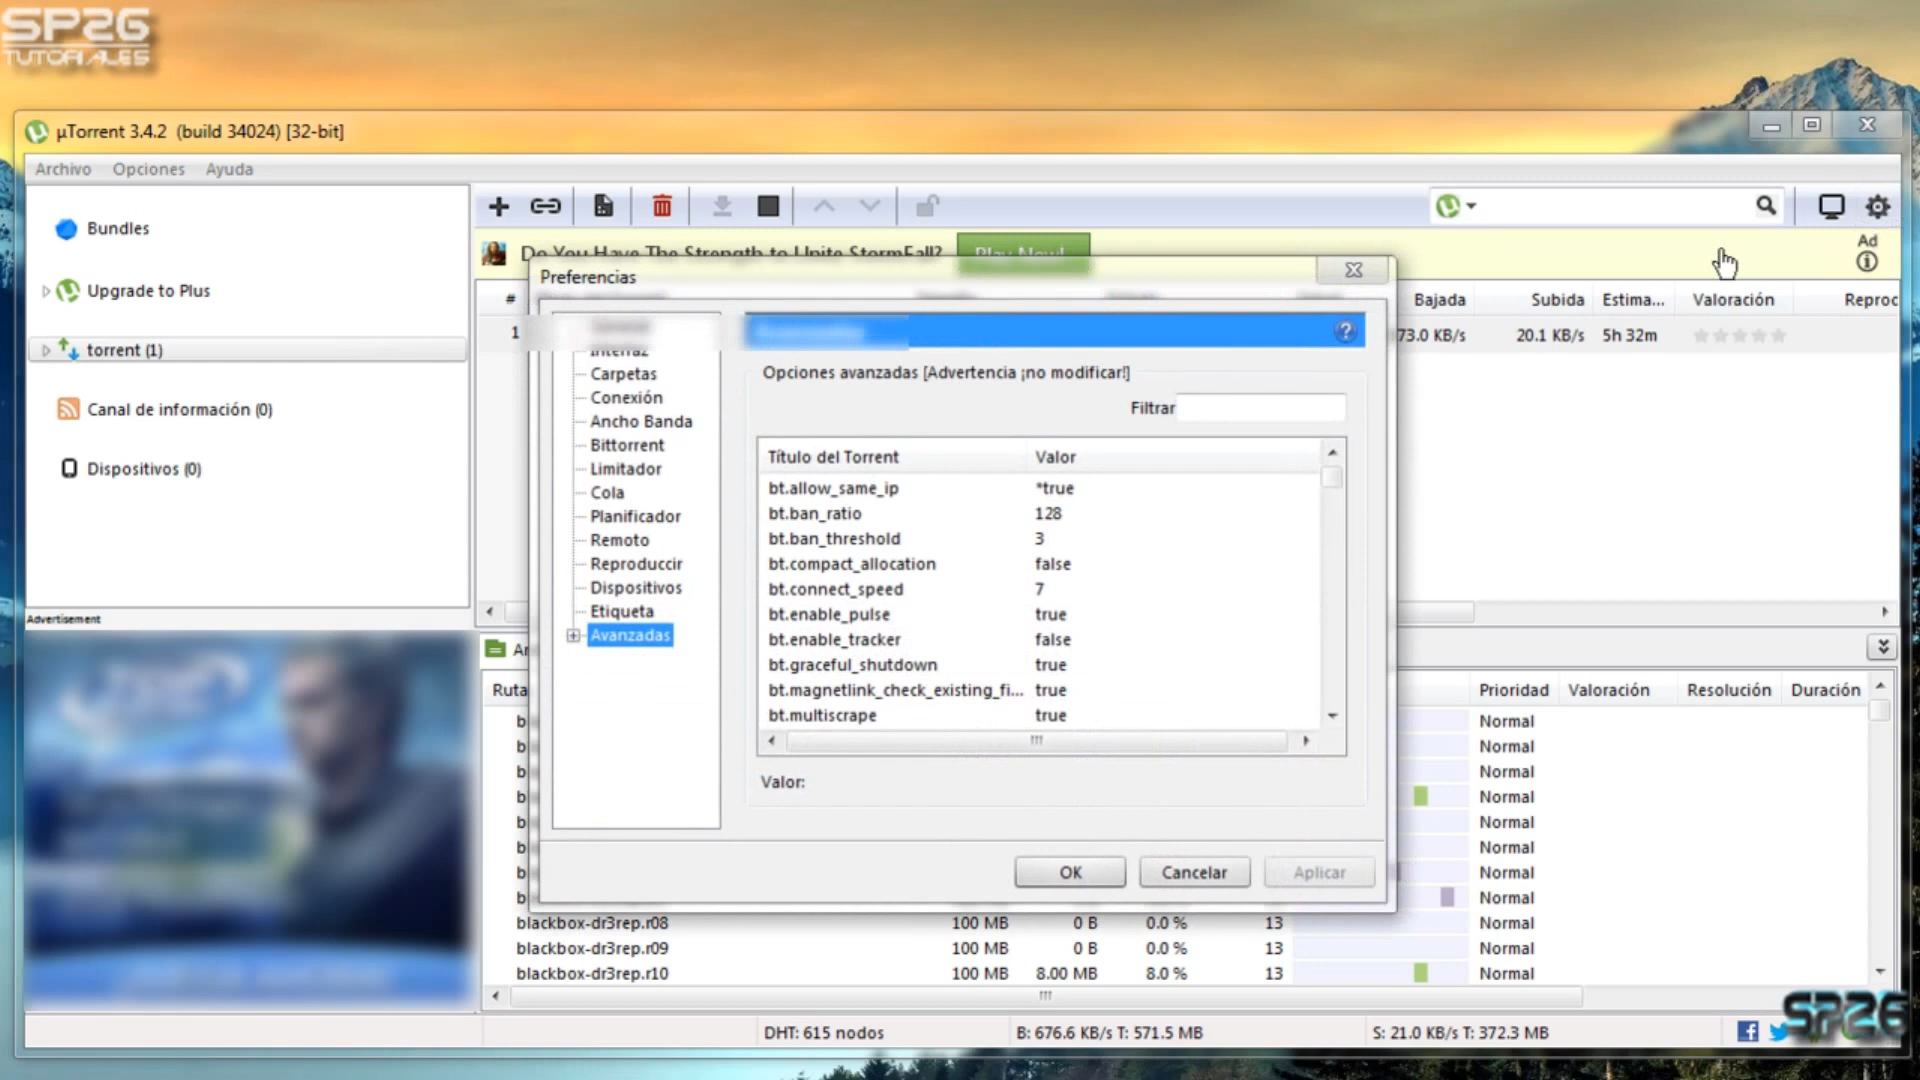 SP26
TUTORIALES
µTorrent 3.4.2 (build 34024) [32-bit]
Archivo Opciones Ayuda
Bundles
Upgrade to Plus
torrent (1)
Canal de información (0)
Dispositivos (0)
Advertisement
Do You Have The Strength to Unite StormFall? Play Now!
Ad
# Bajada Subida Estima... Valoración Reproc
1 73.0 KB/s 20.1 KB/s 5h 32m
Preferencias
General
Interfaz
Carpetas
Conexión
Ancho Banda
Bittorrent
Limitador
Cola
Planificador
Remoto
Reproducir
Dispositivos
Etiqueta
Avanzadas
Opciones avanzadas [Advertencia ¡no modificar!]
Filtrar
Título del Torrent Valor
bt.allow_same_ip *true
bt.ban_ratio 128
bt.ban_threshold 3
bt.compact_allocation false
bt.connect_speed 7
bt.enable_pulse true
bt.enable_tracker false
bt.graceful_shutdown true
bt.magnetlink_check_existing_fi... true
bt.multiscrape true
Valor:
OK Cancelar Aplicar
Ruta Prioridad Valoración Resolución Duración
Normal
Normal
Normal
Normal
Normal
Normal
Normal
Normal
blackbox-dr3rep.r08 100 MB 0 B 0.0 % 13 Normal
blackbox-dr3rep.r09 100 MB 0 B 0.0 % 13 Normal
blackbox-dr3rep.r10 100 MB 8.00 MB 8.0 % 13 Normal
DHT: 615 nodos B: 676.6 KB/s T: 571.5 MB S: 21.0 KB/s T: 372.3 MB
SP26